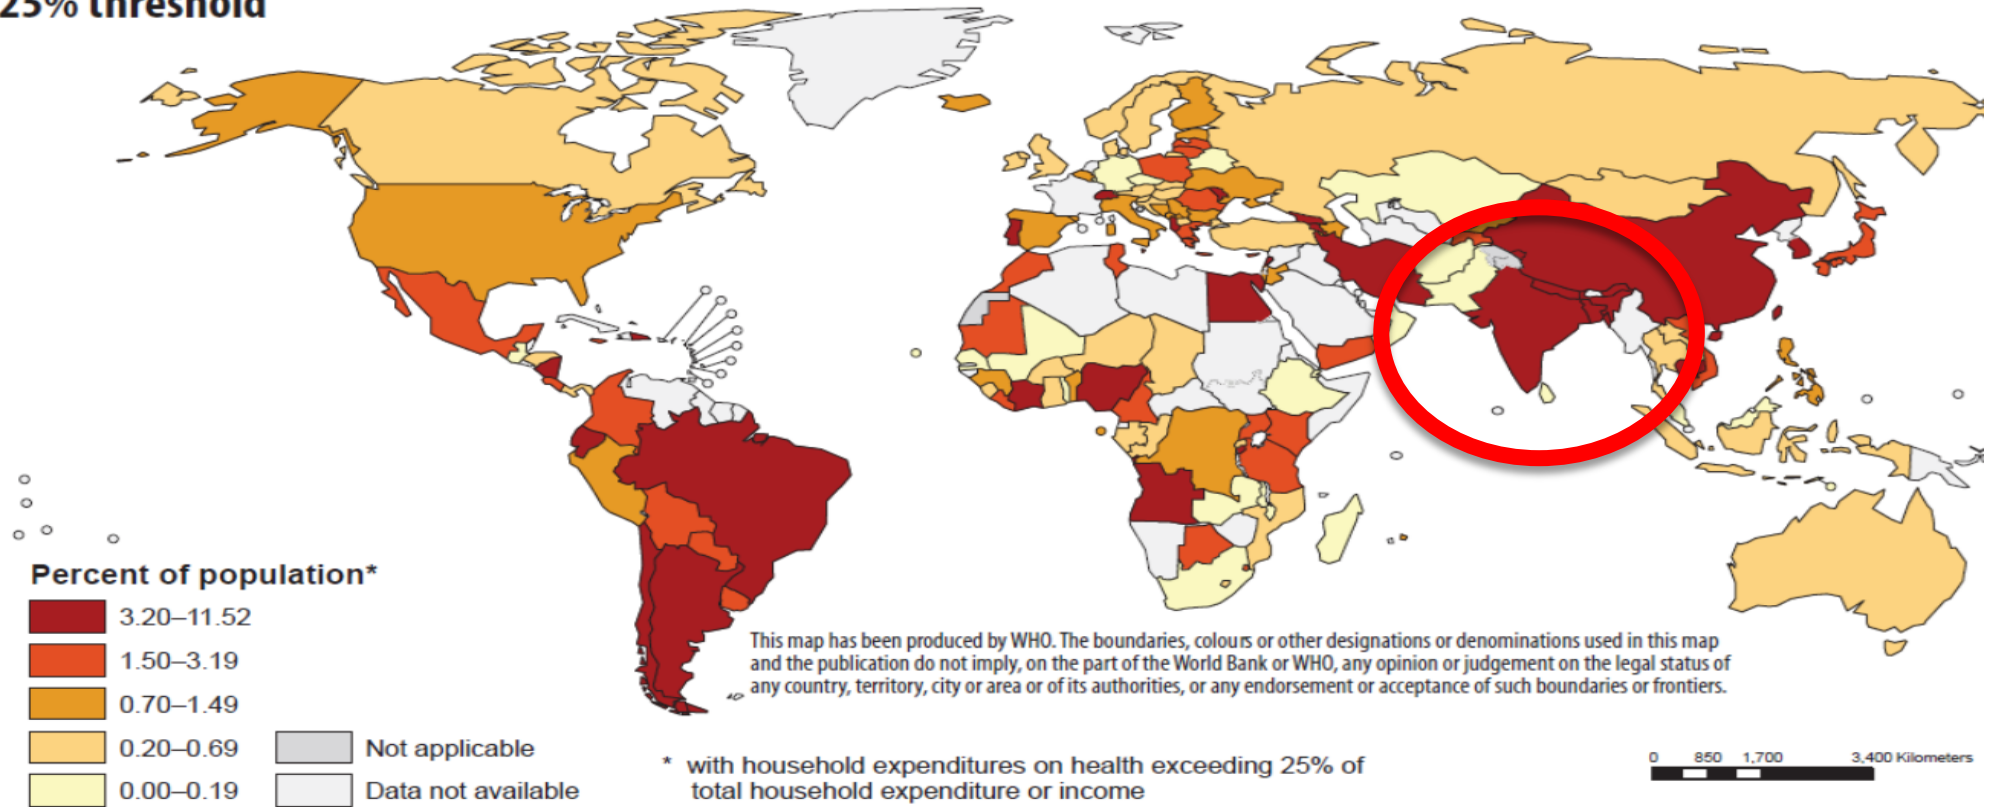 25% threshold
Percent of population*
3.20–11.52
1.50–3.19
0.70–1.49
0.20–0.69
0.00–0.19
Not applicable
Data not available
This map has been produced by WHO. The boundaries, colours or other designations or denominations used in this map
and the publication do not imply, on the part of the World Bank or WHO, any opinion or judgement on the legal status of
any country, territory, city or area or of its authorities, or any endorsement or acceptance of such boundaries or frontiers.
* with household expenditures on health exceeding 25% of
total household expenditure or income
0 850 1,700 3,400 Kilometers